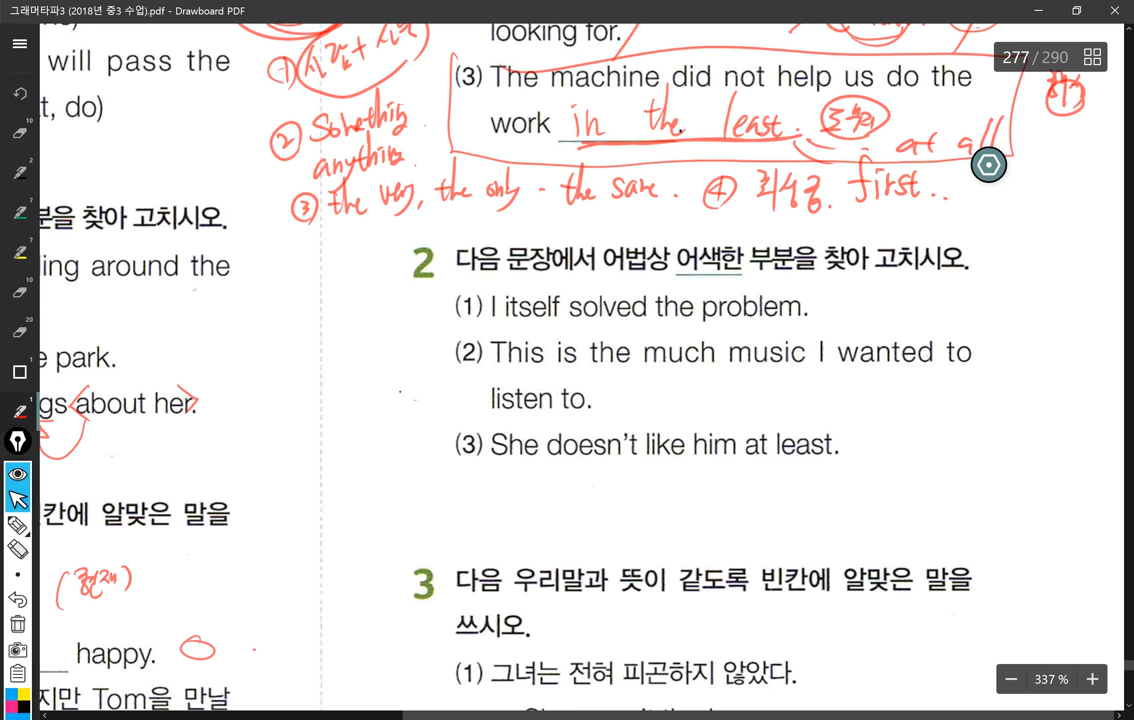 그래머타파3 (2018년 중3 수업).pdf - Drawboard PDF
277 / 290
looking for.
will pass the
t, do)
시간 + 시부
(3) The machine did not help us do the
work in the least.
at all
② Something
anything
③ the very, the only - the same. ④ 최상급. first..
부분을 찾아 고치시오.
ing around the
e park.
gs <about her>.
2 다음 문장에서 어법상 어색한 부분을 찾아 고치시오.
(1) I itself solved the problem.
(2) This is the much music I wanted to
listen to.
(3) She doesn't like him at least.
빈칸에 알맞은 말을
(현재)
happy.
지만 Tom을 만날
3 다음 우리말과 뜻이 같도록 빈칸에 알맞은 말을
쓰시오.
(1) 그녀는 전혀 피곤하지 않았다.
337 %